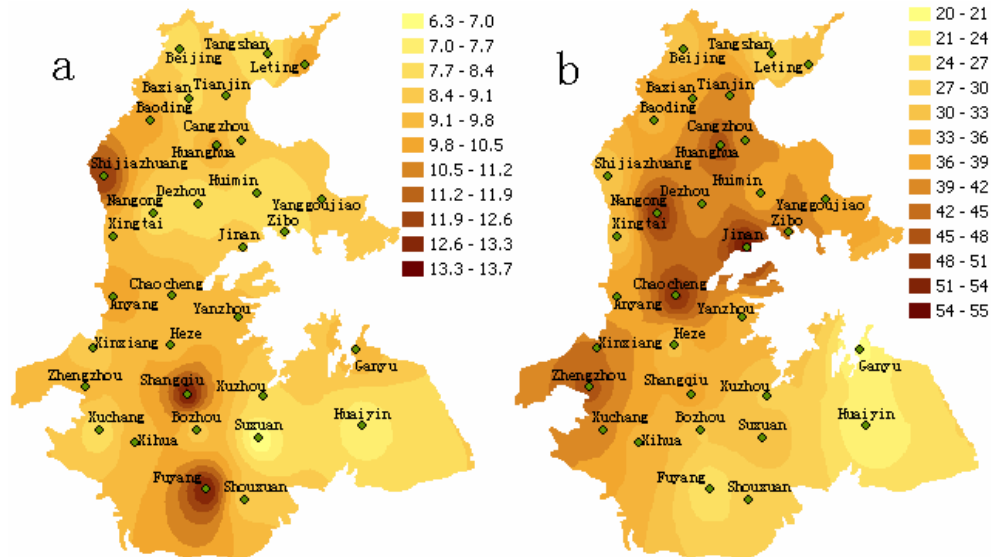 a
Tangshan
Beijing
Leting
Baxian
Tianjin
Baoding
Cangzhou
Huanghua
Shijiazhuang
Dezhou
Huimin
Nangong
Yanggoujiao
Xingtai
Zibo
Jinan
Chaocheng
Anyang
Yanzhou
Heze
Xinxiang
Ganyu
Zhengzhou
Shangqiu
Xuzhou
Xuchang
Bozhou
Suxuan
Huaiyin
Xihua
Fuyang
Shouxuan
6.3 - 7.0
7.0 - 7.7
7.7 - 8.4
8.4 - 9.1
9.1 - 9.8
9.8 - 10.5
10.5 - 11.2
11.2 - 11.9
11.9 - 12.6
12.6 - 13.3
13.3 - 13.7
b
Tangshan
Beijing
Leting
Baxian
Tianjin
Baoding
Cangzhou
Huanghua
Shijiazhuang
Dezhou
Huimin
Nangong
Yanggoujiao
Xingtai
Zibo
Jinan
Chaocheng
Anyang
Yanzhou
Heze
Xinxiang
Ganyu
Zhengzhou
Shangqiu
Xuzhou
Xuchang
Bozhou
Suxuan
Huaiyin
Xihua
Fuyang
Shouxuan
20 - 21
21 - 24
24 - 27
27 - 30
30 - 33
33 - 36
36 - 39
39 - 42
42 - 45
45 - 48
48 - 51
51 - 54
54 - 55